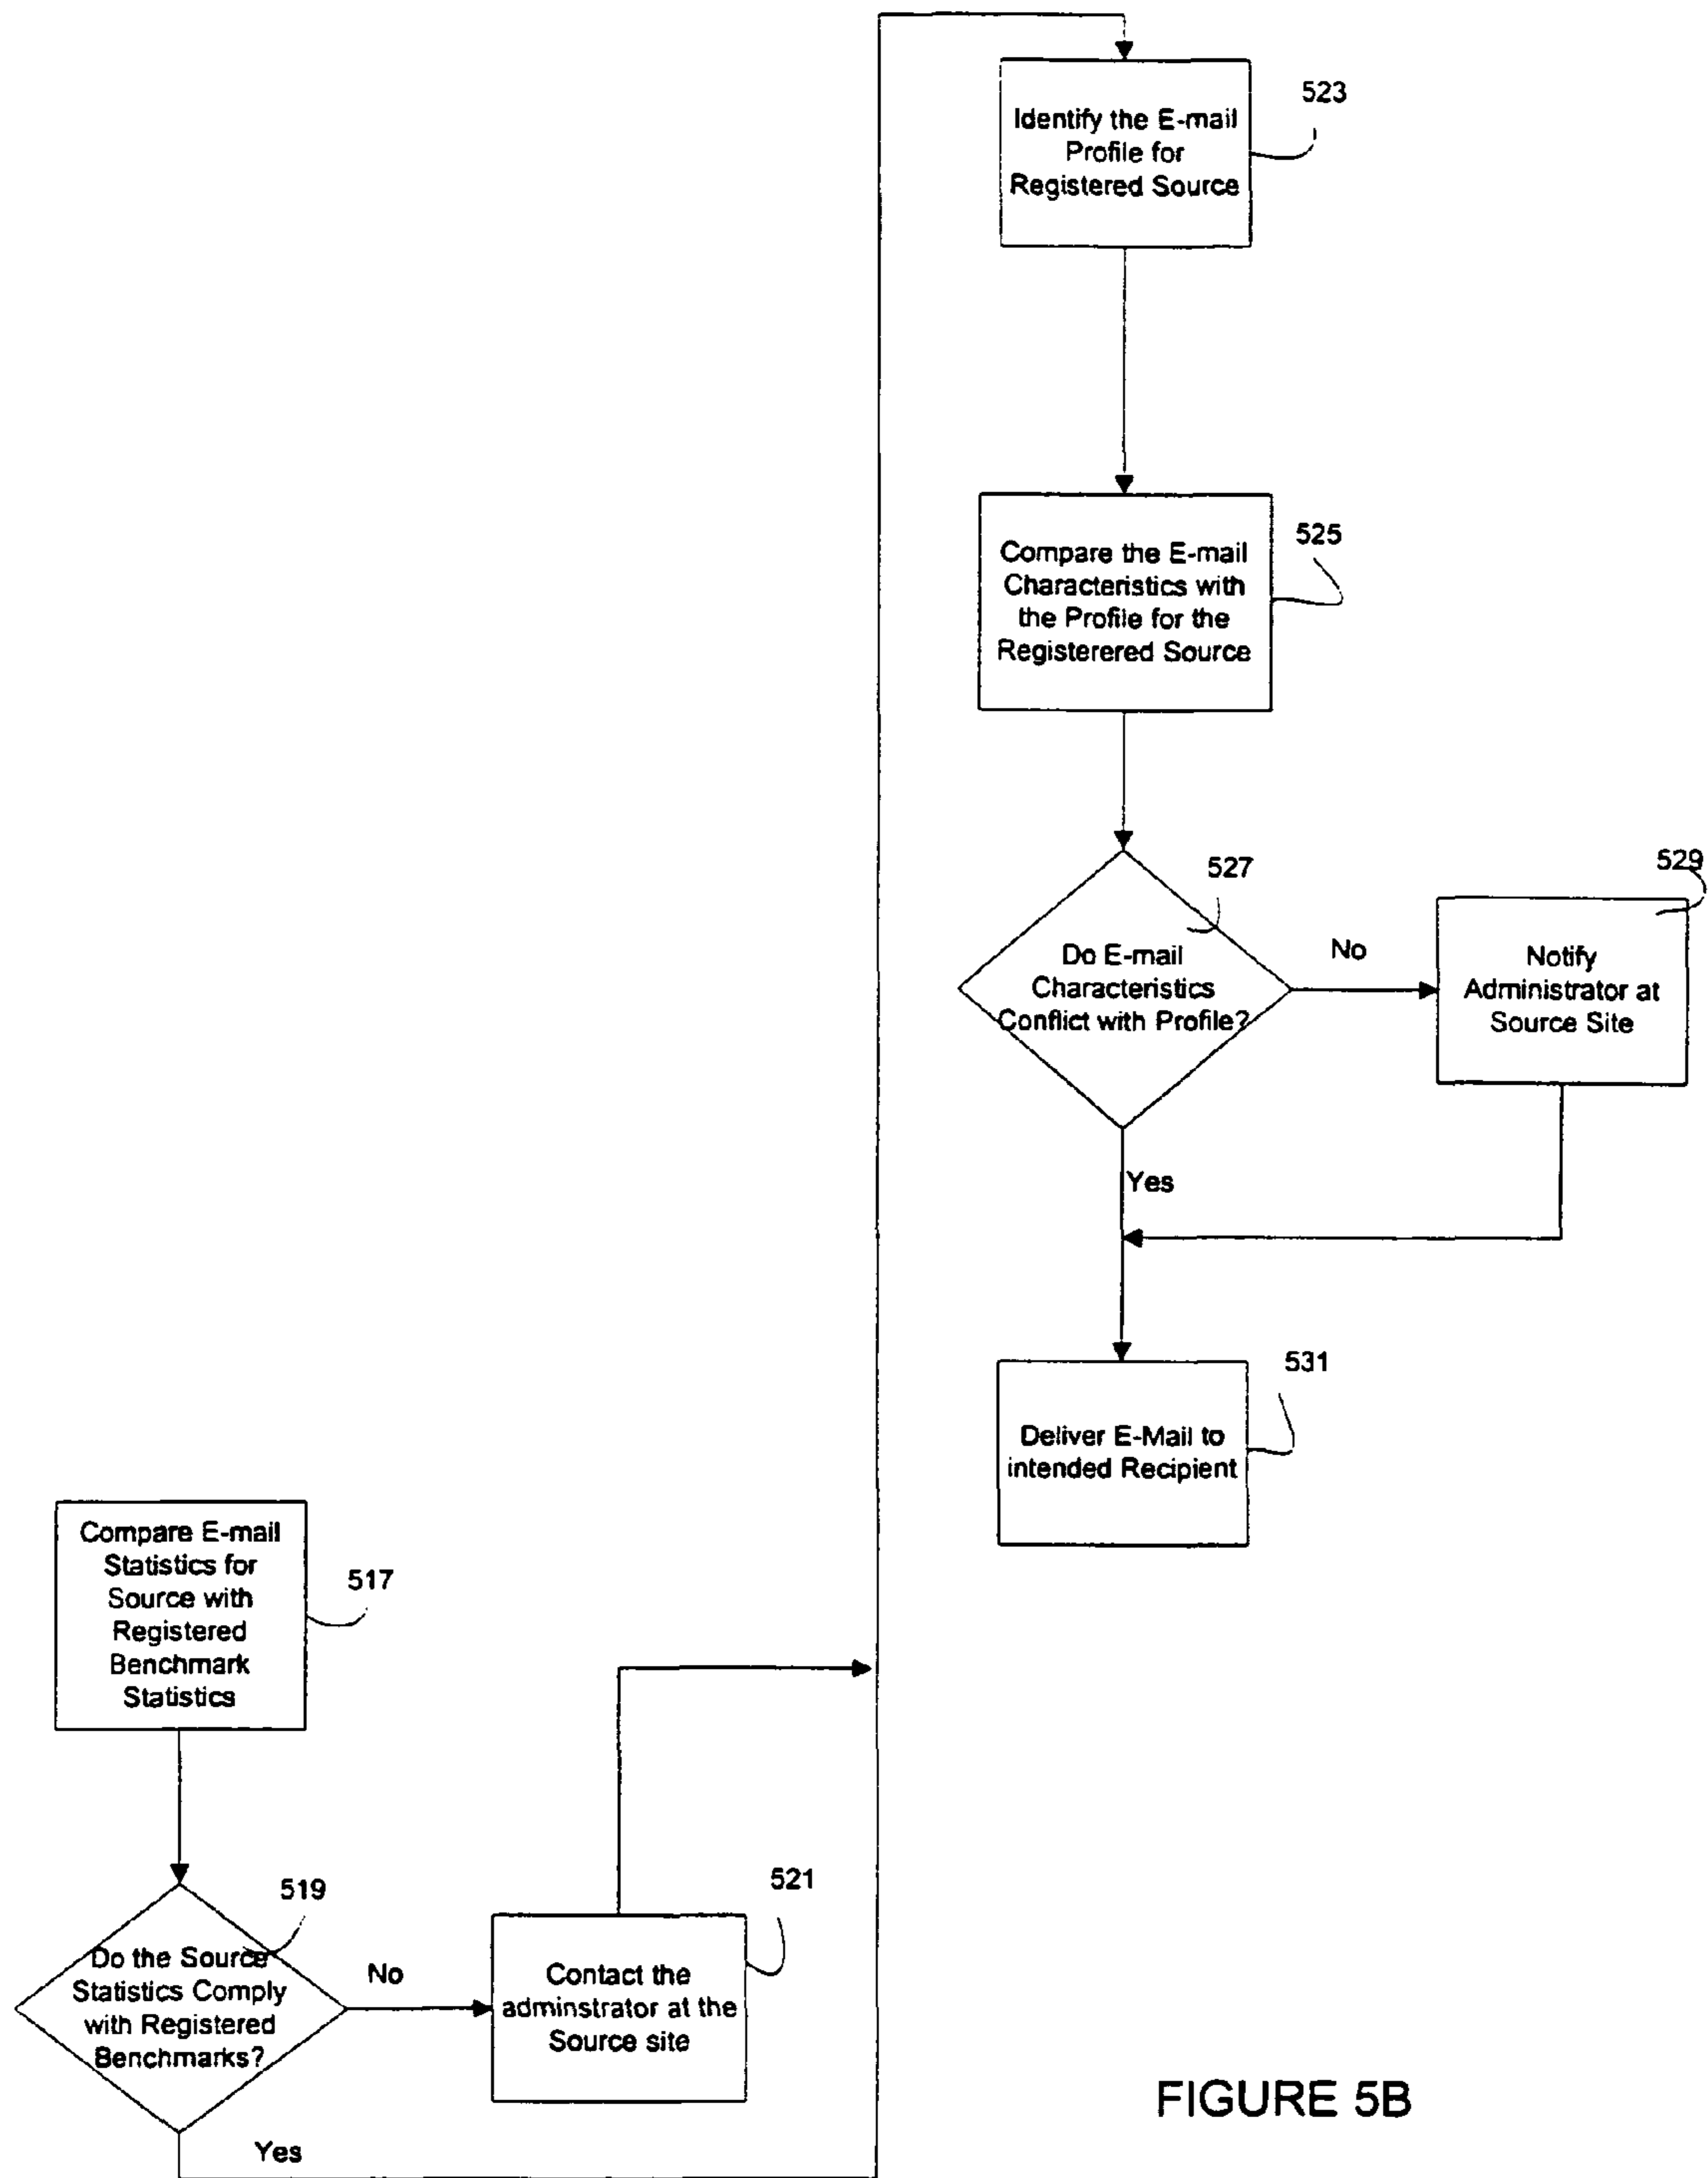 523
Identify the E-mail
Profile for
Registered Source
525
Compare the E-mail
Characteristics with
the Profile for the
Registerered Source
527
Do E-mail
Characteristics
Conflict with Profile?
No
529
Notify
Administrator at
Source Site
Yes
531
Deliver E-Mail to
intended Recipient
Compare E-mail
Statistics for
Source with
Registered
Benchmark
Statistics
517
519
Do the Source
Statistics Comply
with Registered
Benchmarks?
No
521
Contact the
adminstrator at the
Source site
Yes
FIGURE 5B